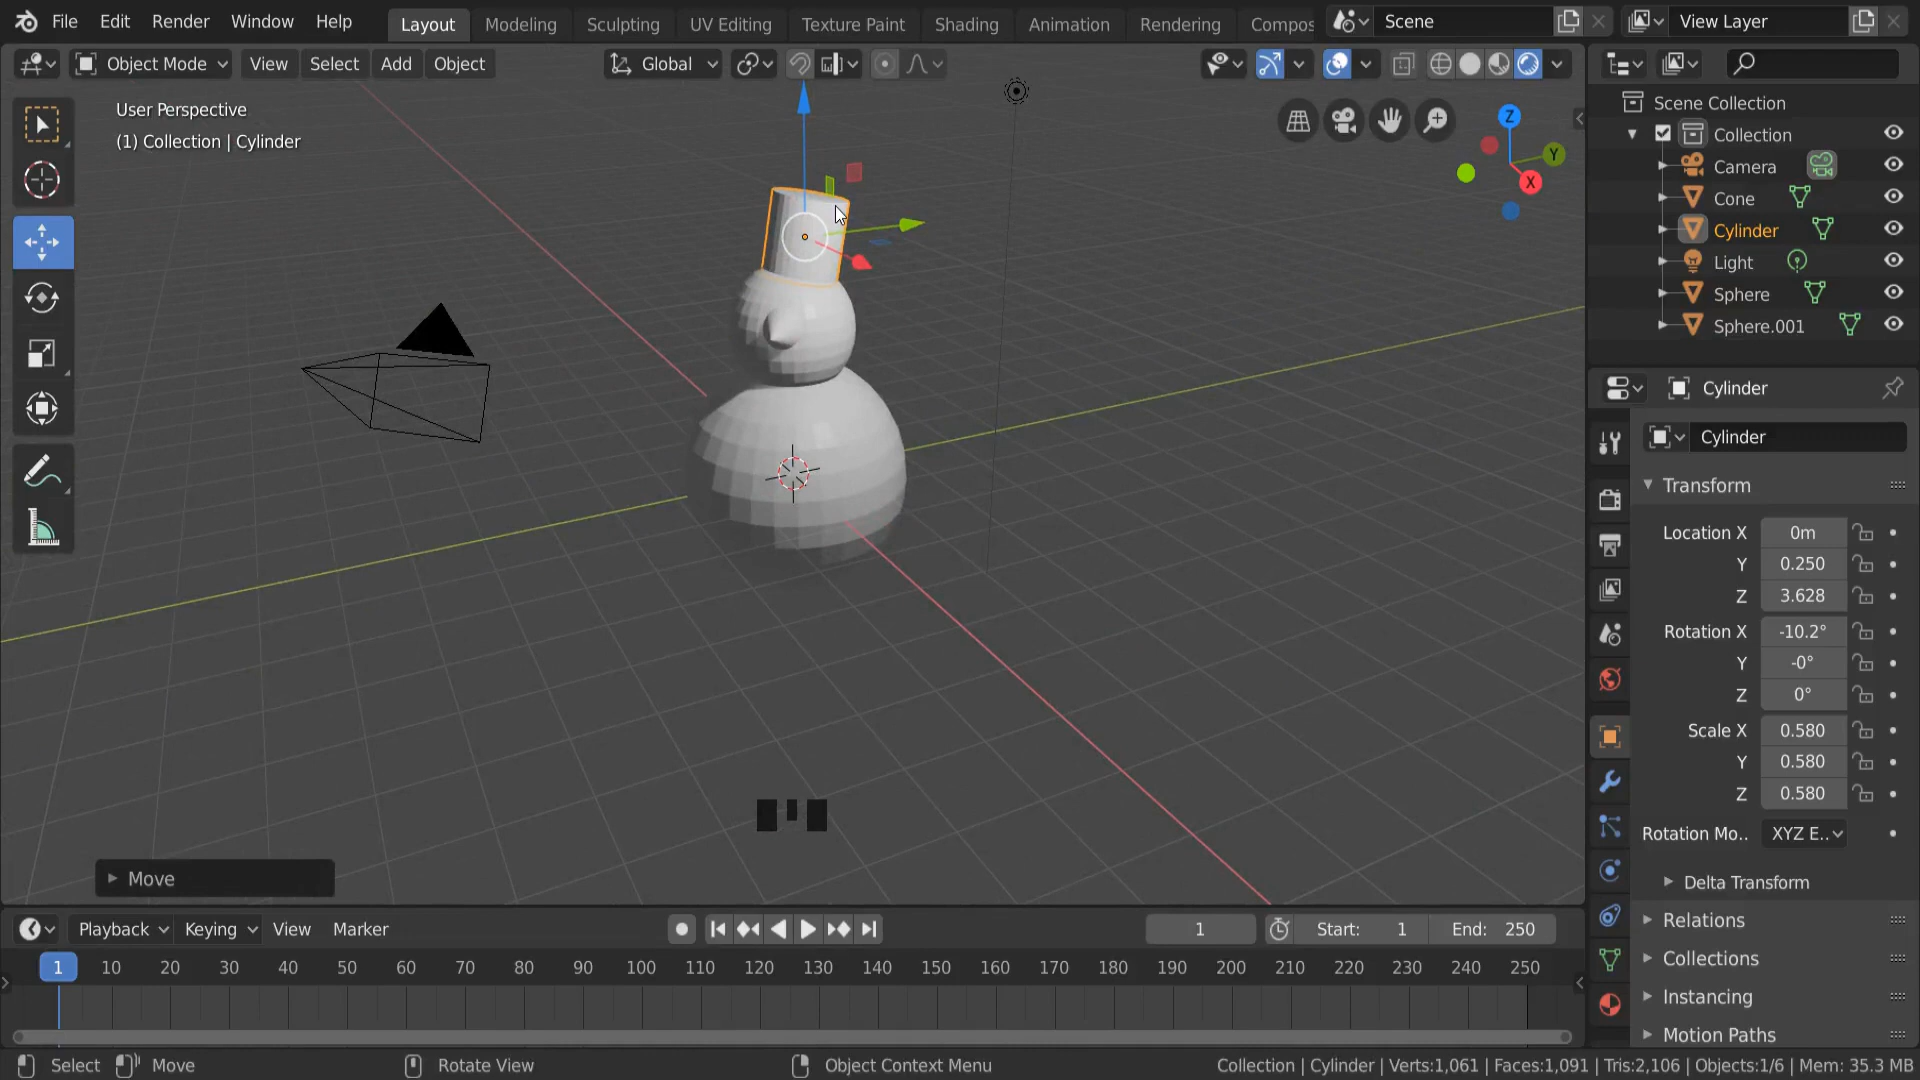 File Edit Render Window Help Layout Modeling Sculpting UV Editing Texture Paint Shading Animation Rendering Compos Scene View Layer
Object Mode View Select Add Object Global
User Perspective
(1) Collection | Cylinder
Z
Y
X
Scene Collection
Collection
Camera
Cone
Cylinder
Light
Sphere
Sphere.001
Cylinder
Cylinder
Transform
Location X 0m
Y 0.250
Z 3.628
Rotation X -10.2°
Y -0°
Z 0°
Scale X 0.580
Y 0.580
Z 0.580
Rotation Mo.. XYZ E..
Delta Transform
Relations
Collections
Instancing
Motion Paths
Move
Playback Keying View Marker 1 Start: 1 End: 250
1 10 20 30 40 50 60 70 80 90 100 110 120 130 140 150 160 170 180 190 200 210 220 230 240 250
Select Move Rotate View Object Context Menu Collection | Cylinder | Verts:1,061 | Faces:1,091 | Tris:2,106 | Objects:1/6 | Mem: 35.3 MB